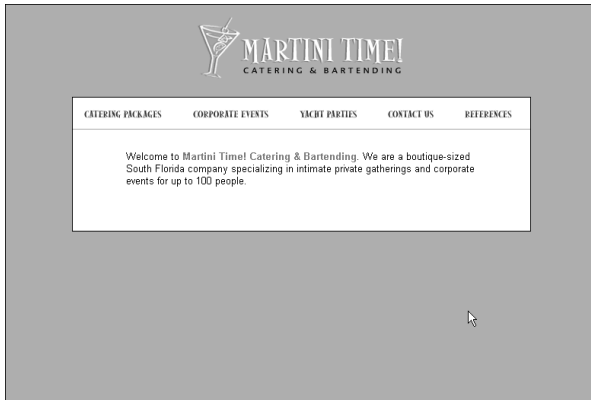 MARTINI TIME!
CATERING & BARTENDING
CATERING PACKAGES CORPORATE EVENTS YACHT PARTIES CONTACT US REFERENCES
Welcome to Martini Time! Catering & Bartending. We are a boutique-sized
South Florida company specializing in intimate private gatherings and corporate
events for up to 100 people.